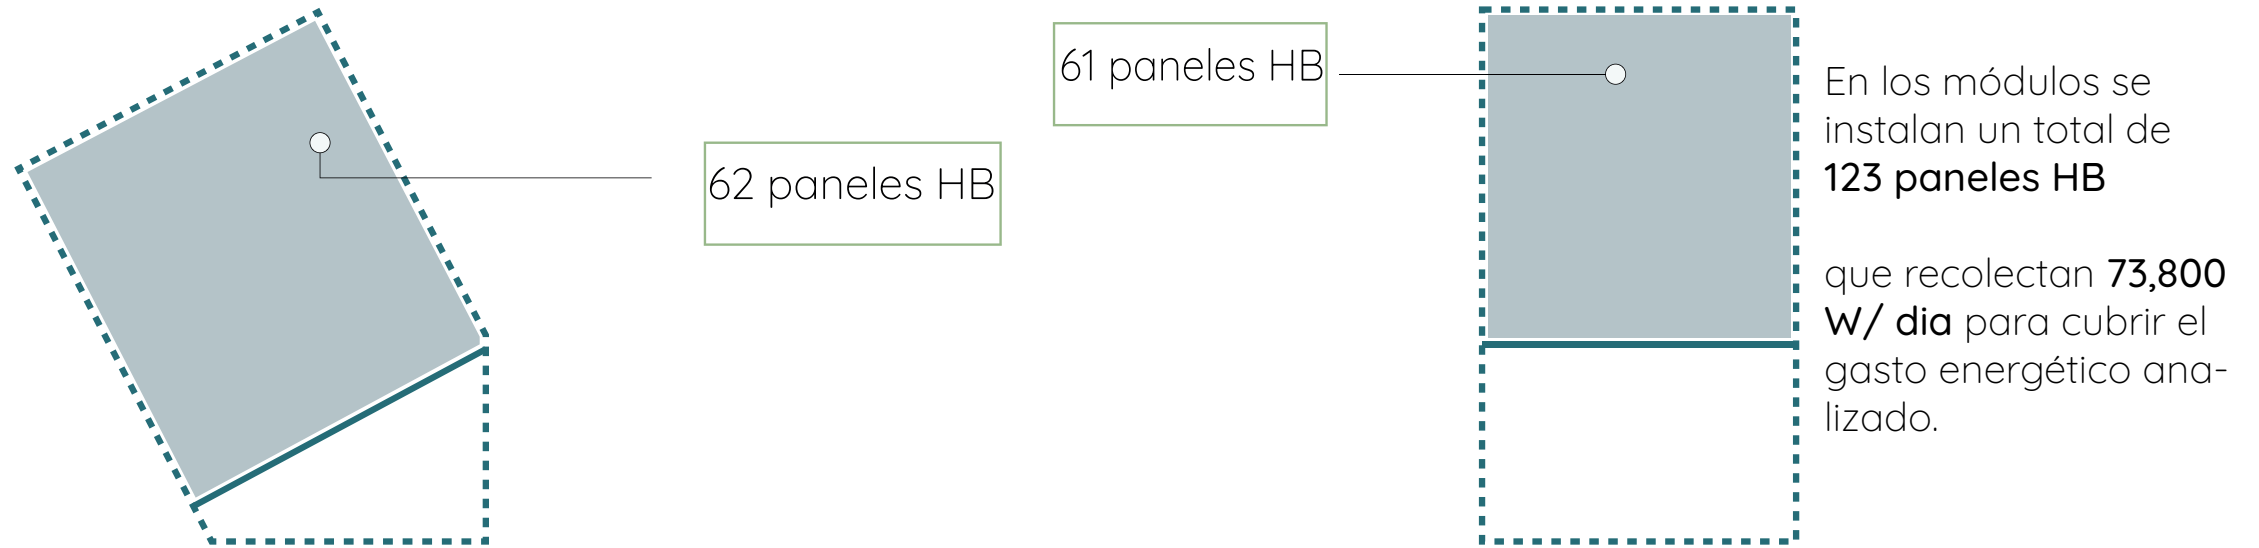 62 paneles HB
61 paneles HB
En los módulos se
instalan un total de
123 paneles HB
que recolectan 73,800
W/ dia para cubrir el
gasto energético ana-
lizado.